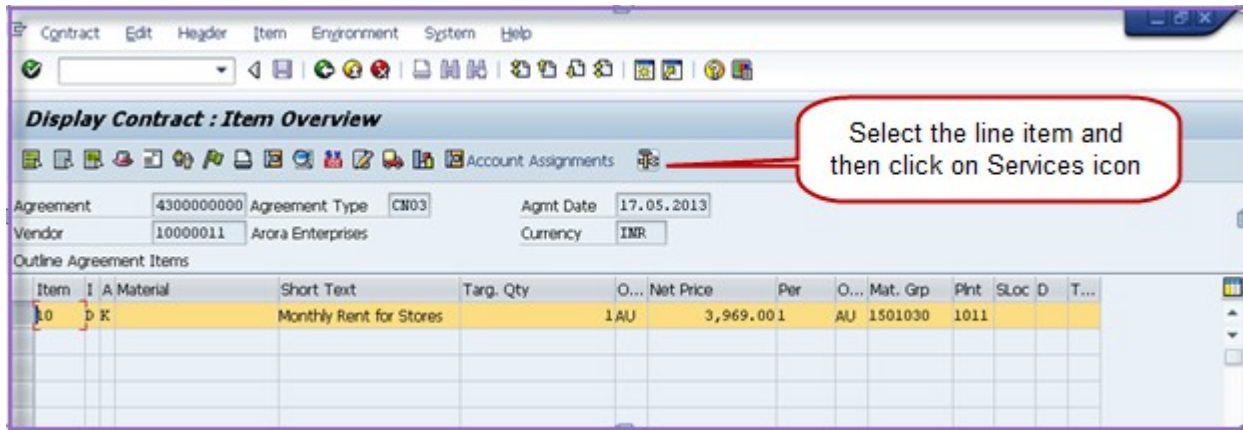 Contract Edit Header Item Environment System Help
Display Contract : Item Overview
Select the line item and
then click on Services icon
Account Assignments
Agreement 4300000000 Agreement Type CN03 Agmt Date 17.05.2013
Vendor 10000011 Arora Enterprises Currency INR
Outline Agreement Items
Item I A Material Short Text Targ. Qty O... Net Price Per O... Mat. Grp Plnt SLoc D T...
10 D K Monthly Rent for Stores 1 AU 3,969.00 1 AU 1501030 1011